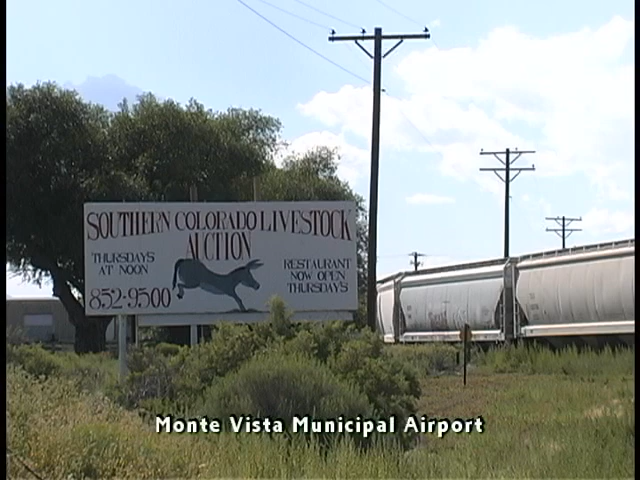 SOUTHERN COLORADO LIVESTOCK
AUCTION
THURSDAYS
AT NOON
852-9500
RESTAURANT
NOW OPEN
THURSDAYS
Monte Vista Municipal Airport